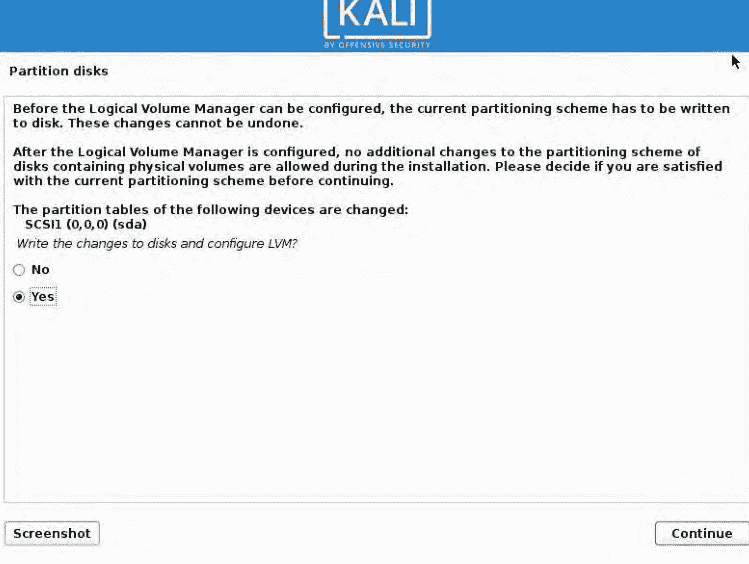 KALI
BY OFFENSIVE SECURITY
Partition disks
Before the Logical Volume Manager can be configured, the current partitioning scheme has to be written
to disk. These changes cannot be undone.
After the Logical Volume Manager is configured, no additional changes to the partitioning scheme of
disks containing physical volumes are allowed during the installation. Please decide if you are satisfied
with the current partitioning scheme before continuing.
The partition tables of the following devices are changed:
SCSI1 (0,0,0) (sda)
Write the changes to disks and configure LVM?
No
Yes
Screenshot
Continue